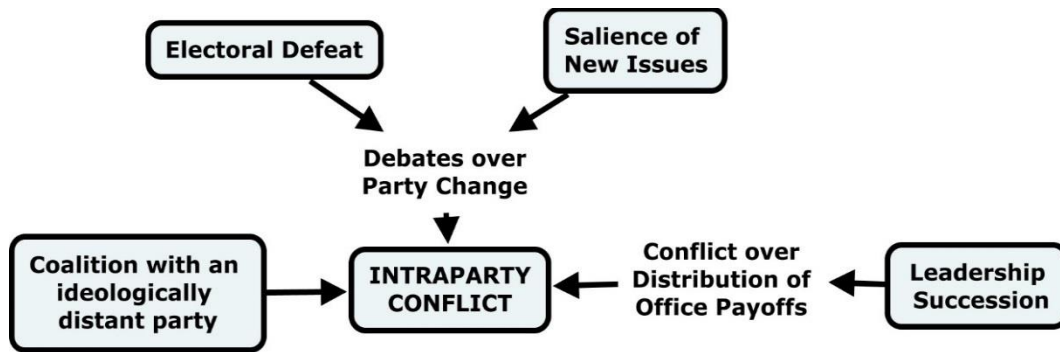 Electoral Defeat
Salience of
New Issues
Debates over
Party Change
Coalition with an
ideologically
distant party
INTRAPARTY
CONFLICT
Conflict over
Distribution of
Office Payoffs
Leadership
Succession